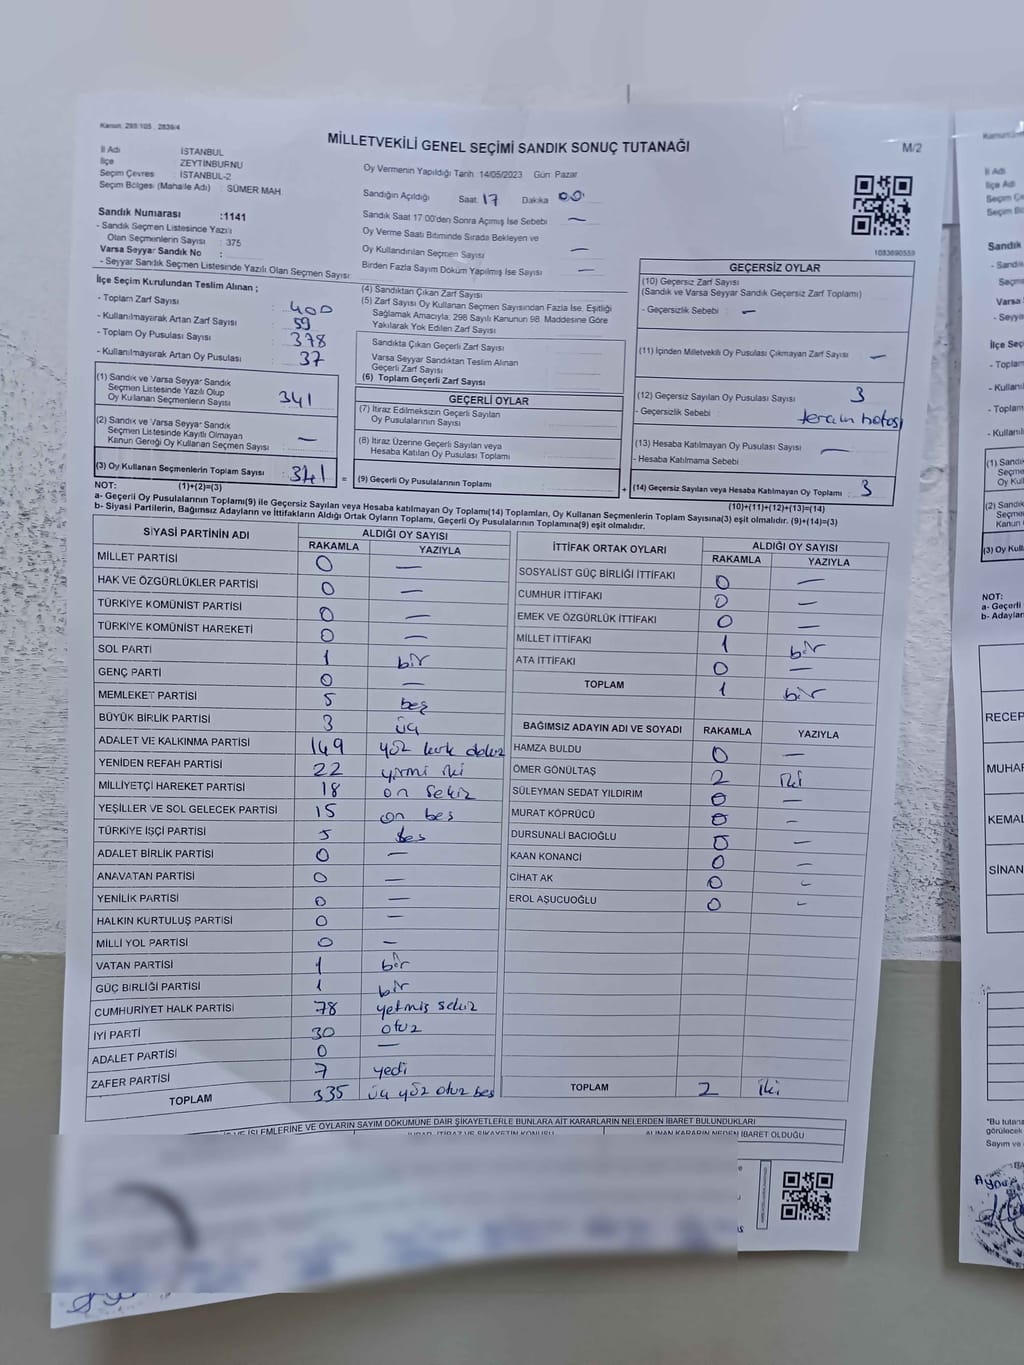 Kanun: 298/105 , 2839/4
MİLLETVEKİLİ GENEL SEÇİMİ SANDIK SONUÇ TUTANAĞI
M/2
İl Adı İSTANBUL
İlçe ZEYTİNBURNU
Seçim Çevres : İSTANBUL-2
Seçim Bölges (Mahalle Adı) : SÜMER MAH.
Oy Vermenin Yapıldığı Tarih 14/05/2023 Gün Pazar
Sandığın Açıldığı Saat 17 Dakika 00
Sandık Saat 17 00'den Sonra Açımış İse Sebebi —
Oy Verme Saati Bitiminde Sırada Bekleyen ve
Oy Kullandırılan Seçmen Sayısı —
Birden Fazla Sayım Döküm Yapılmış İse Sayısı —
1083690559
Sandık Numarası :1141
- Sandık Seçmen Listesinde Yazılı
Olan Seçmenlerin Sayısı : 375
Varsa Seyyar Sandık No :
- Seyyar Sandık Seçmen Listesinde Yazılı Olan Seçmen Sayısı
İlçe Seçim Kurulundan Teslim Alınan ;
- Toplam Zarf Sayısı : 400
- Kullanılmayarak Artan Zarf Sayısı : 59
- Toplam Oy Pusulası Sayısı : 378
- Kullanılmayarak Artan Oy Pusulası : 37
(1) Sandık ve Varsa Seyyar Sandık
Seçmen Listesinde Yazılı Olup
Oy Kullanan Seçmenlerin Sayısı 341
(2) Sandık ve Varsa Seyyar Sandık
Seçmen Listesinde Kayıtlı Olmayan
Kanun Gereği Oy Kullanan Seçmen Sayısı —
(3) Oy Kullanan Seçmenlerin Toplam Sayısı : 341 =
(4) Sandıktan Çıkan Zarf Sayısı
(5) Zarf Sayısı Oy Kullanan Seçmen Sayısından Fazla İse, Eşitliği
Sağlamak Amacıyla, 298 Sayılı Kanunun 98. Maddesine Göre
Yakılarak Yok Edilen Zarf Sayısı
Sandıkta Çıkan Geçerli Zarf Sayısı
Varsa Seyyar Sandıktan Teslim Alınan
Geçerli Zarf Sayısı
(6) Toplam Geçerli Zarf Sayısı
GEÇERLİ OYLAR
(7) İtiraz Edilmeksizin Geçerli Sayılan
Oy Pusulalarının Sayısı
(8) İtiraz Üzerine Geçerli Sayılan veya
Hesaba Katılan Oy Pusulası Toplamı
(9) Geçerli Oy Pusulalarının Toplamı +
GEÇERSİZ OYLAR
(10) Geçersiz Zarf Sayısı
(Sandık ve Varsa Seyyar Sandık Geçersiz Zarf Toplamı)
- Geçersizlik Sebebi : —
(11) İçinden Milletvekili Oy Pusulası Çıkmayan Zarf Sayısı : —
(12) Geçersiz Sayılan Oy Pusulası Sayısı : 3
- Geçersizlik Sebebi : tercih hatası
(13) Hesaba Katılmayan Oy Pusulası Sayısı : —
- Hesaba Katılmama Sebebi
(14) Geçersiz Sayılan veya Hesaba Katılmayan Oy Toplamı : 3
NOT: (1)+(2)=(3) (10)+(11)+(12)+(13)=(14)
a- Geçerli Oy Pusulalarının Toplamı(9) ile Geçersiz Sayılan veya Hesaba katılmayan Oy Toplamı(14) Toplamları, Oy Kullanan Seçmenlerin Toplam Sayısına(3) eşit olmalıdır. (9)+(14)=(3)
b- Siyasi Partilerin, Bağımsız Adayların ve İttifakların Aldığı Ortak Oyların Toplamı, Geçerli Oy Pusulalarının Toplamına(9) eşit olmalıdır.
SİYASİ PARTİNİN ADI ALDIĞI OY SAYISI
RAKAMLA YAZIYLA
MİLLET PARTİSİ 0 —
HAK VE ÖZGÜRLÜKLER PARTİSİ 0 —
TÜRKİYE KOMÜNİST PARTİSİ 0 —
TÜRKİYE KOMÜNİST HAREKETİ 0 —
SOL PARTİ 1 bir
GENÇ PARTİ 0 —
MEMLEKET PARTİSİ 5 beş
BÜYÜK BİRLİK PARTİSİ 3 üç
ADALET VE KALKINMA PARTİSİ 149 yüz kırk dokuz
YENİDEN REFAH PARTİSİ 22 yirmi iki
MİLLİYETÇİ HAREKET PARTİSİ 18 on sekiz
YEŞİLLER VE SOL GELECEK PARTİSİ 15 on beş
TÜRKİYE İŞÇİ PARTİSİ 5 beş
ADALET BİRLİK PARTİSİ 0 —
ANAVATAN PARTİSİ 0 —
YENİLİK PARTİSİ 0 —
HALKIN KURTULUŞ PARTİSİ 0 —
MİLLİ YOL PARTİSİ 0 —
VATAN PARTİSİ 1 bir
GÜÇ BİRLİĞİ PARTİSİ 1 bir
CUMHURİYET HALK PARTİSİ 78 yetmiş sekiz
İYİ PARTİ 30 otuz
ADALET PARTİSİ 0 —
ZAFER PARTİSİ 7 yedi
TOPLAM 335 üç yüz otuz beş
İTTİFAK ORTAK OYLARI ALDIĞI OY SAYISI
RAKAMLA YAZIYLA
SOSYALİST GÜÇ BİRLİĞİ İTTİFAKI 0 —
CUMHUR İTTİFAKI 0 —
EMEK VE ÖZGÜRLÜK İTTİFAKI 0 —
MİLLET İTTİFAKI 1 bir
ATA İTTİFAKI 0 —
TOPLAM 1 bir
BAĞIMSIZ ADAYIN ADI VE SOYADI RAKAMLA YAZIYLA
HAMZA BULDU 0 —
ÖMER GÖNÜLTAŞ 2 iki
SÜLEYMAN SEDAT YILDIRIM 0 —
MURAT KÖPRÜCÜ 0 —
DURSUNALİ BACIOĞLU 0 —
KAAN KONANCİ 0 —
CİHAT AK 0 —
EROL AŞUCUOĞLU 0 —
TOPLAM 2 iki
İŞLEMLERİNE VE OYLARIN SAYIM DÖKÜMÜNE DAİR ŞİKAYETLERLE BUNLARA AİT KARARLARIN NELERDEN İBARET BULUNDUKLARI
ALINAN KARARIN NEDEN İBARET OLDUĞU
İl Adı
İlçe Adı
Sandık
Varsa
İlçe Seç
NOT:
a- Geçerli
b- Adayları
RECEP
MUHAR
KEMAL
SİNAN
*Bu tutana
görülecek
Sayım ve